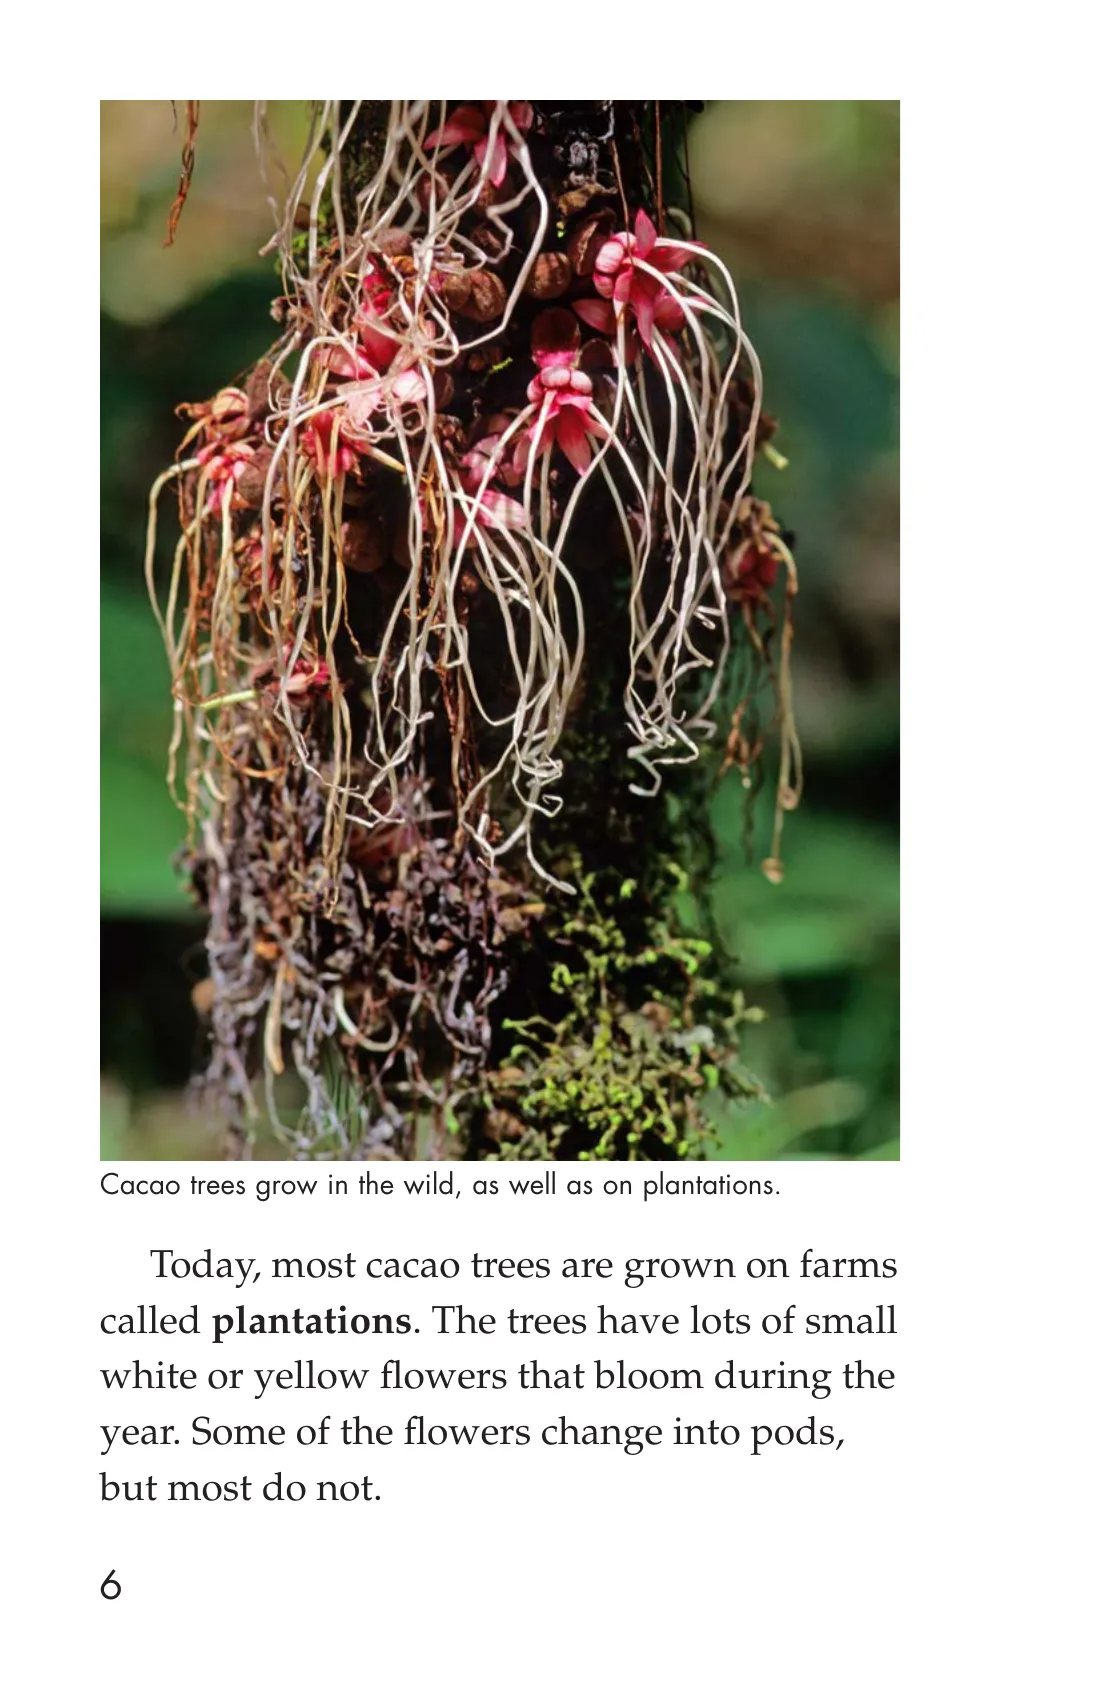 Cacao trees grow in the wild, as well as on plantations.
Today, most cacao trees are grown on farms
called plantations. The trees have lots of small
white or yellow flowers that bloom during the
year. Some of the flowers change into pods,
but most do not.
6